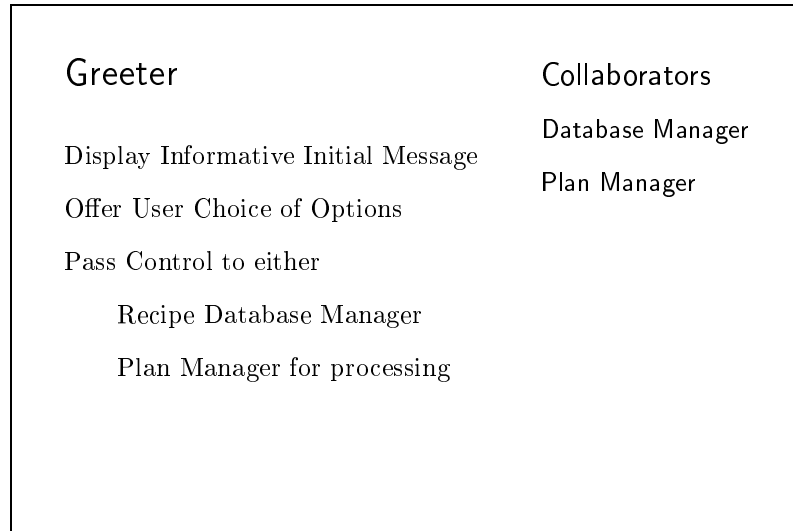 Greeter
Display Informative Initial Message
Offer User Choice of Options
Pass Control to either
Recipe Database Manager
Plan Manager for processing
Collaborators
Database Manager
Plan Manager